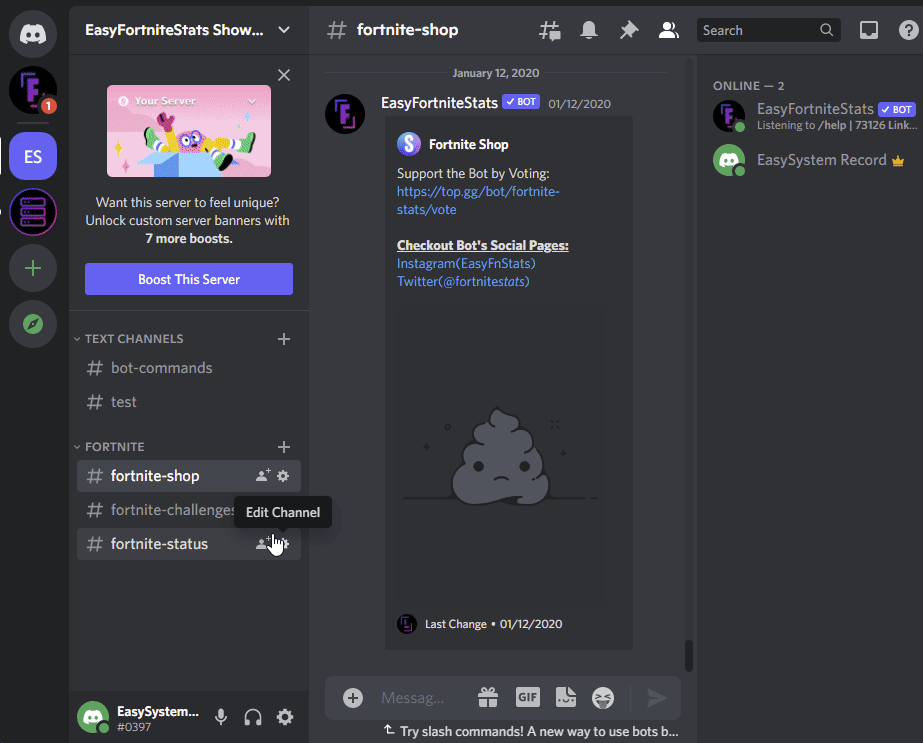 EasyFortniteStats Show...
fortnite-shop
Search
1
ES
Your Server
Want this server to feel unique?
Unlock custom server banners with
7 more boosts.
Boost This Server
TEXT CHANNELS
bot-commands
test
FORTNITE
fortnite-shop
fortnite-challenges
Edit Channel
fortnite-status
EasySystem...
#0397
January 12, 2020
EasyFortniteStats ✓ BOT 01/12/2020
Fortnite Shop
Support the Bot by Voting:
https://top.gg/bot/fortnite-
stats/vote
Checkout Bot's Social Pages:
Instagram(EasyFnStats)
Twitter(@fortnitestats)
Last Change • 01/12/2020
Messag...
GIF
Try slash commands! A new way to use bots b...
ONLINE — 2
EasyFortniteStats ✓ BOT
Listening to /help | 73126 Link...
EasySystem Record